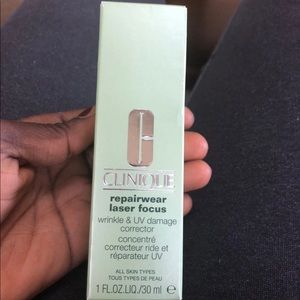 CLINIQUE
repairwear
laser focus
wrinkle & UV damage
corrector
concentré
correcteur ride et
réparateur UV
ALL SKIN TYPES
TOUS TYPES DE PEAU
1 FL.OZ.LIQ./30 ml ℮